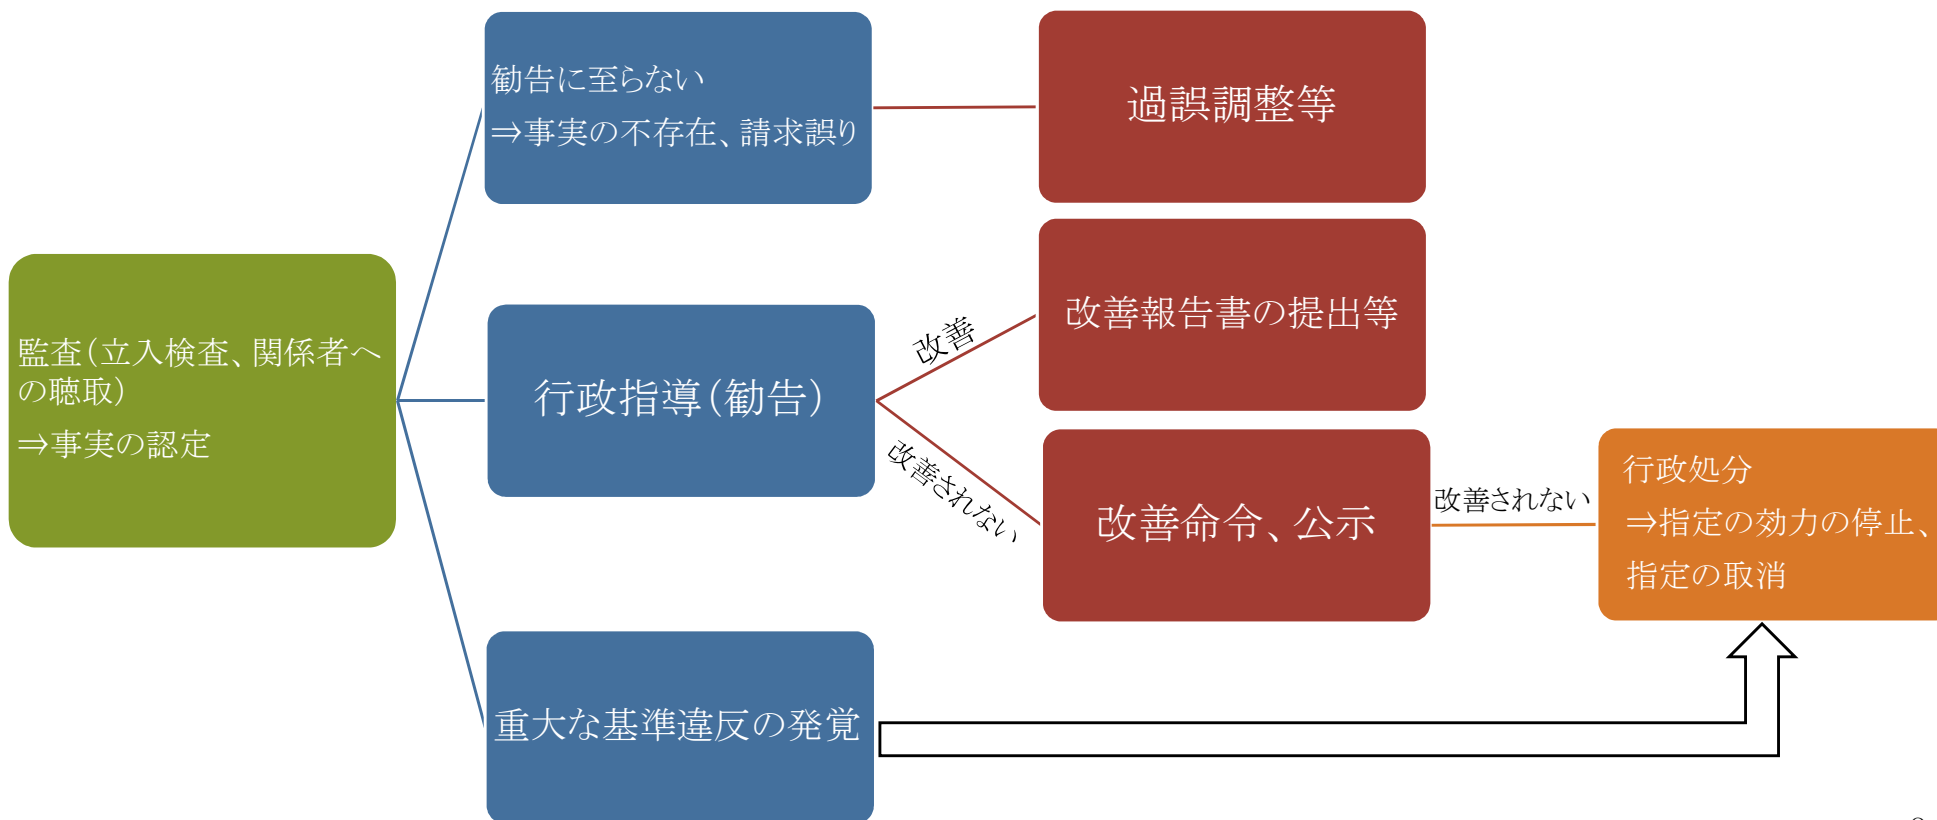 勧告に至らない
⇒事実の不存在、請求誤り
過誤調整等
監査(立入検査、関係者へ
の聴取)
⇒事実の認定
行政指導(勧告)
改善
改善報告書の提出等
改善されない
改善命令、公示
改善されない
行政処分
⇒指定の効力の停止、
指定の取消
重大な基準違反の発覚